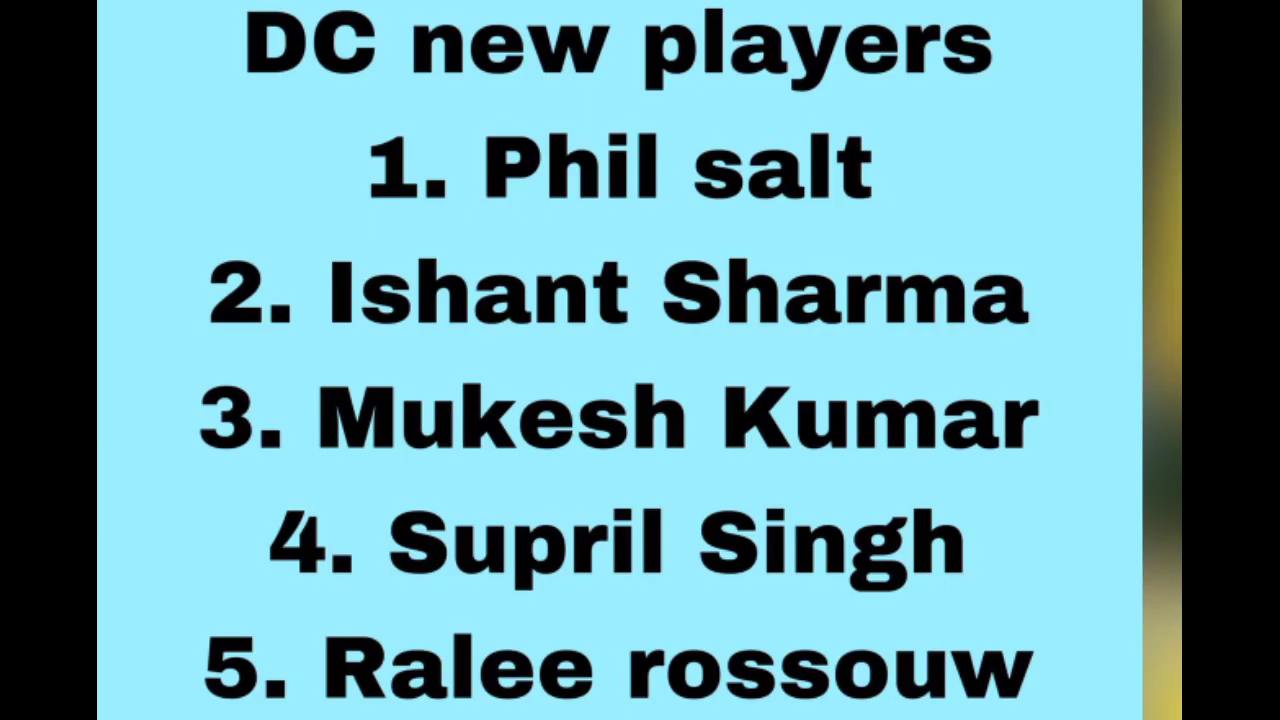 DC new players
1. Phil salt
2. Ishant Sharma
3. Mukesh Kumar
4. Supril Singh
5. Ralee rossouw